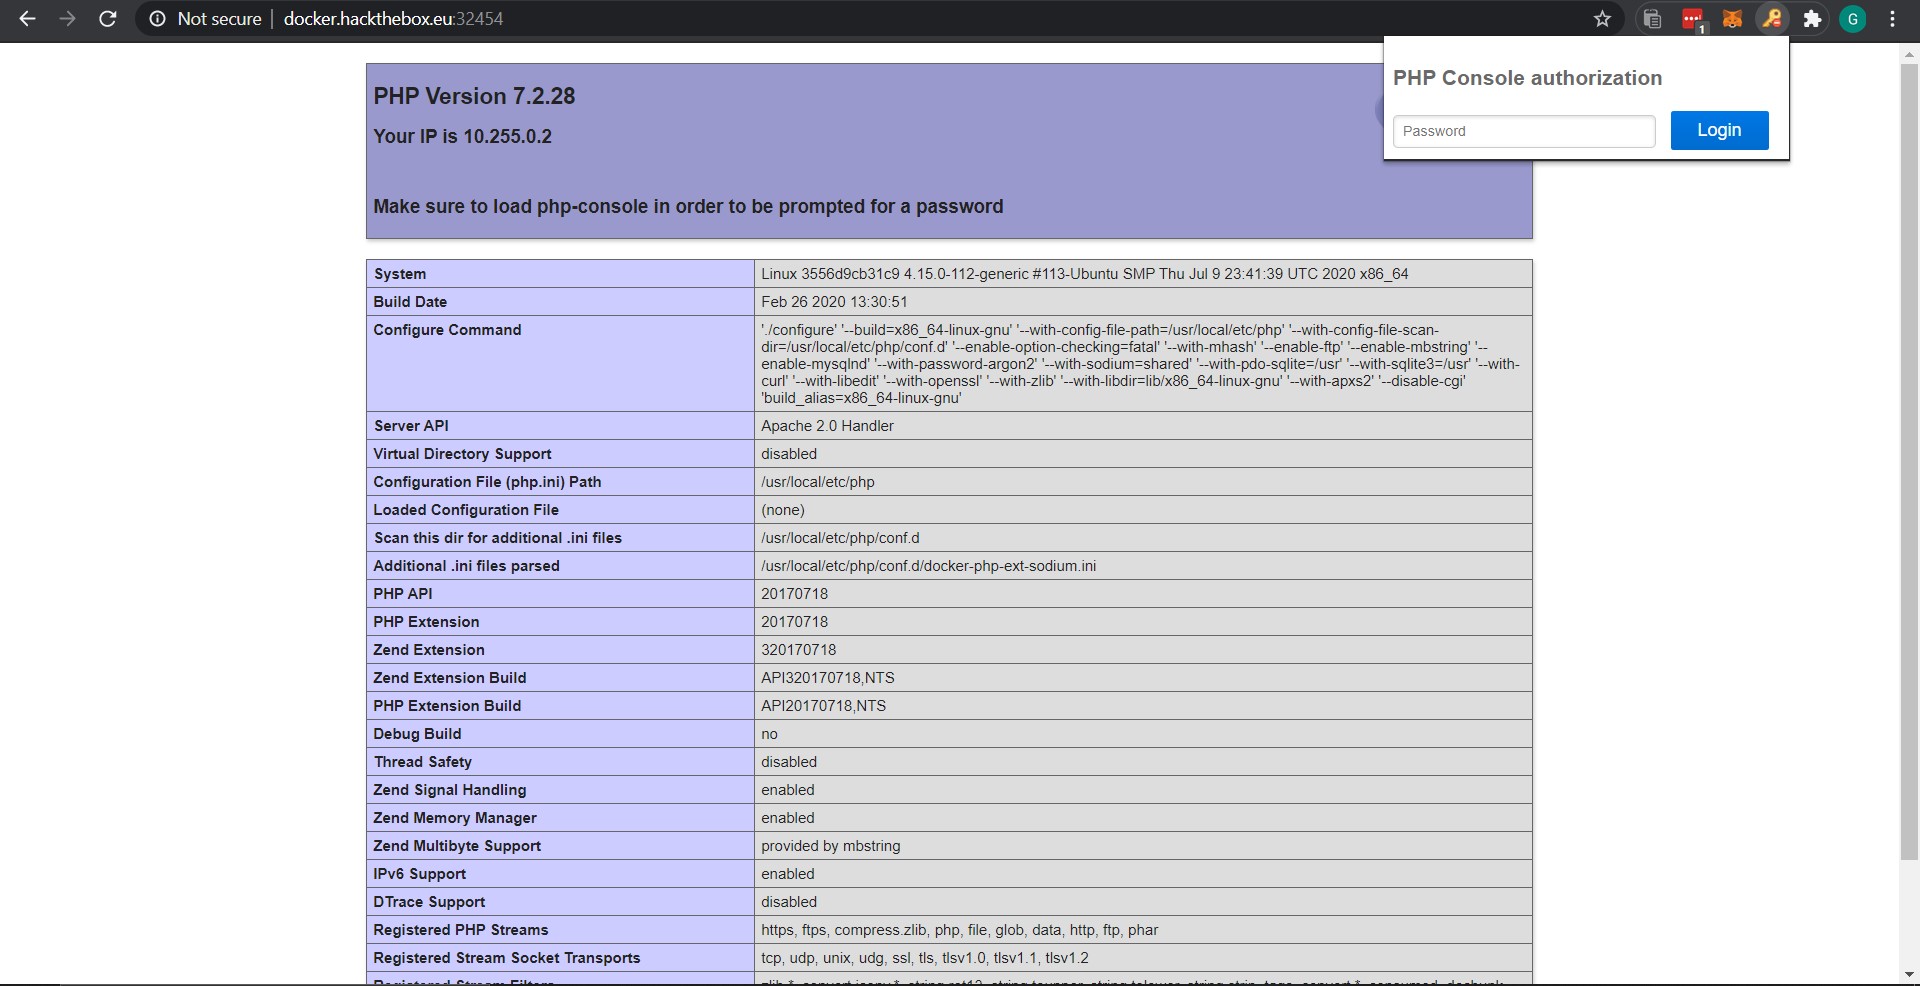 Not secure | docker.hackthebox.eu:32454
1
G
PHP Console authorization
Password
Login
PHP Version 7.2.28
Your IP is 10.255.0.2
Make sure to load php-console in order to be prompted for a password
System Linux 3556d9cb31c9 4.15.0-112-generic #113-Ubuntu SMP Thu Jul 9 23:41:39 UTC 2020 x86_64
Build Date Feb 26 2020 13:30:51
Configure Command './configure' '--build=x86_64-linux-gnu' '--with-config-file-path=/usr/local/etc/php' '--with-config-file-scan-
dir=/usr/local/etc/php/conf.d' '--enable-option-checking=fatal' '--with-mhash' '--enable-ftp' '--enable-mbstring' '--
enable-mysqlnd' '--with-password-argon2' '--with-sodium=shared' '--with-pdo-sqlite=/usr' '--with-sqlite3=/usr' '--with-
curl' '--with-libedit' '--with-openssl' '--with-zlib' '--with-libdir=lib/x86_64-linux-gnu' '--with-apxs2' '--disable-cgi'
'build_alias=x86_64-linux-gnu'
Server API Apache 2.0 Handler
Virtual Directory Support disabled
Configuration File (php.ini) Path /usr/local/etc/php
Loaded Configuration File (none)
Scan this dir for additional .ini files /usr/local/etc/php/conf.d
Additional .ini files parsed /usr/local/etc/php/conf.d/docker-php-ext-sodium.ini
PHP API 20170718
PHP Extension 20170718
Zend Extension 320170718
Zend Extension Build API320170718,NTS
PHP Extension Build API20170718,NTS
Debug Build no
Thread Safety disabled
Zend Signal Handling enabled
Zend Memory Manager enabled
Zend Multibyte Support provided by mbstring
IPv6 Support enabled
DTrace Support disabled
Registered PHP Streams https, ftps, compress.zlib, php, file, glob, data, http, ftp, phar
Registered Stream Socket Transports tcp, udp, unix, udg, ssl, tls, tlsv1.0, tlsv1.1, tlsv1.2